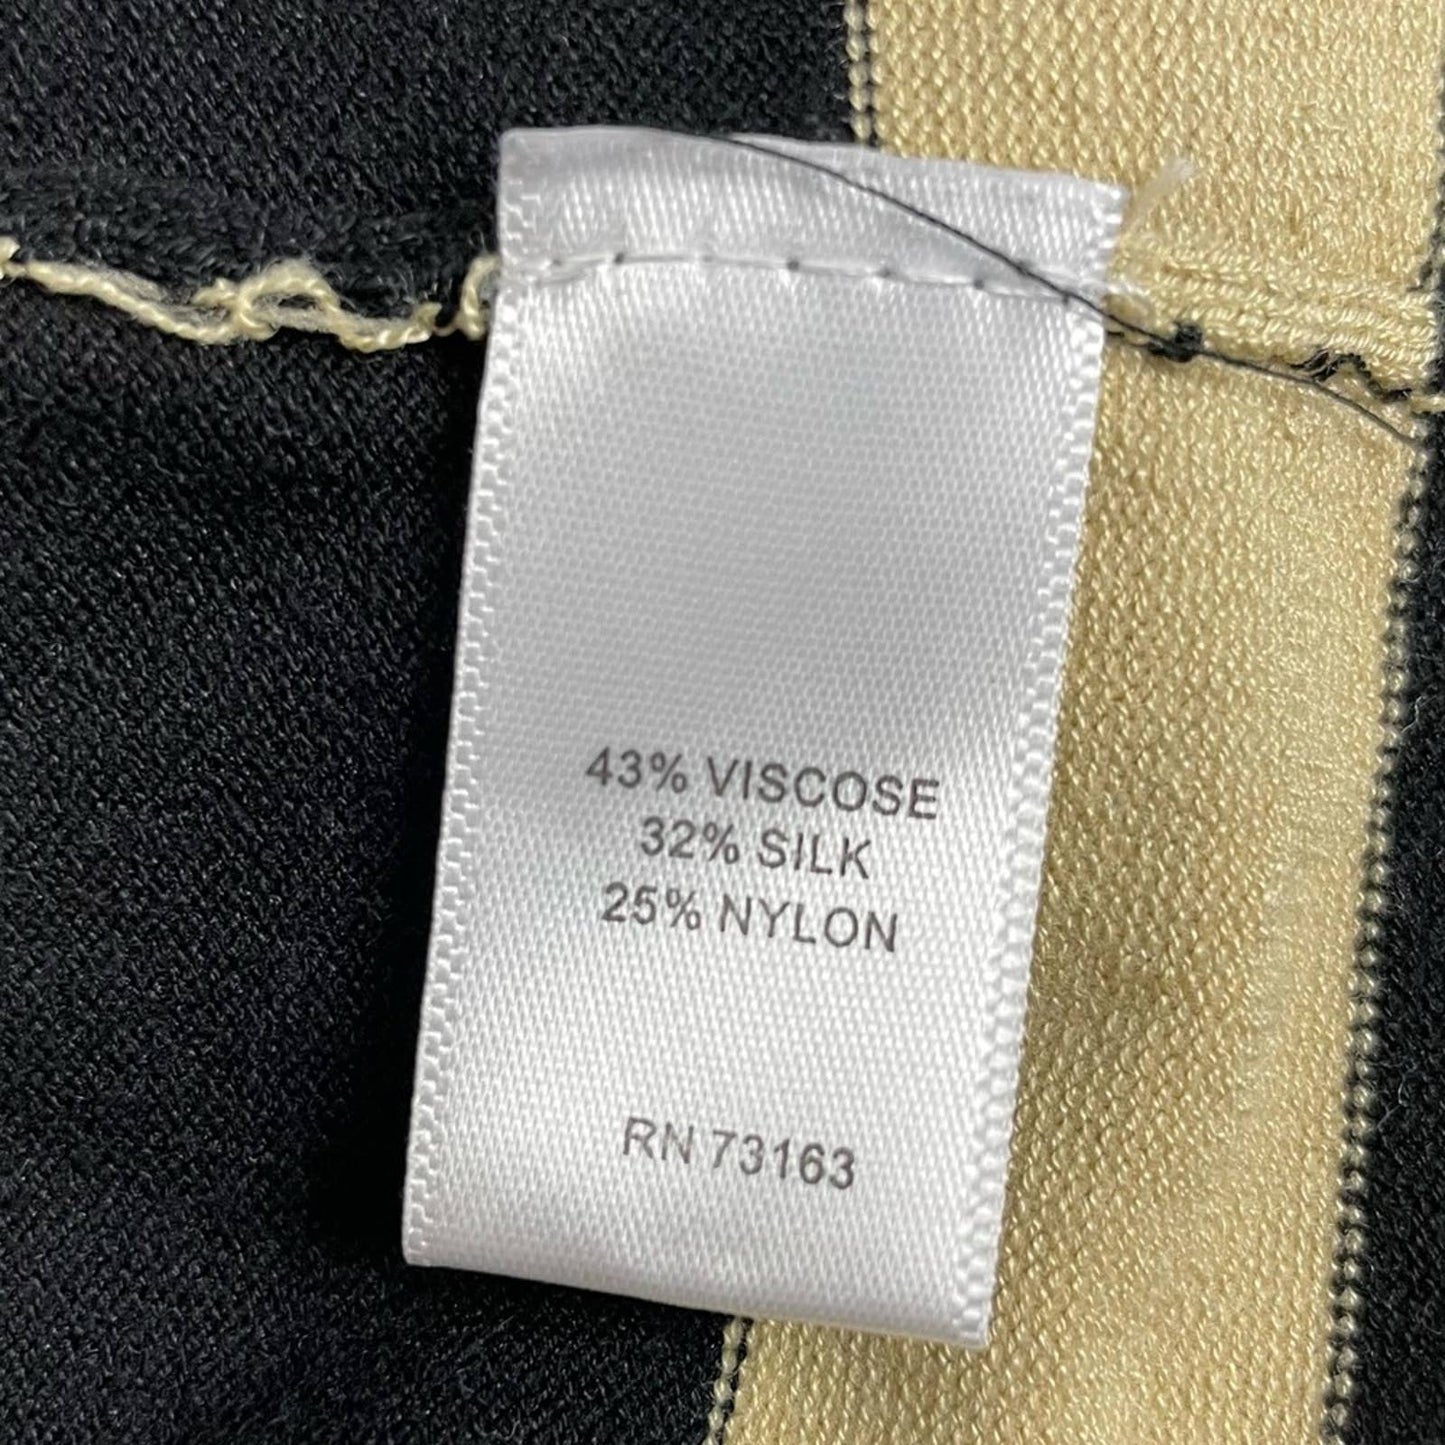 43% VISCOSE
32% SILK
25% NYLON
RN 73163